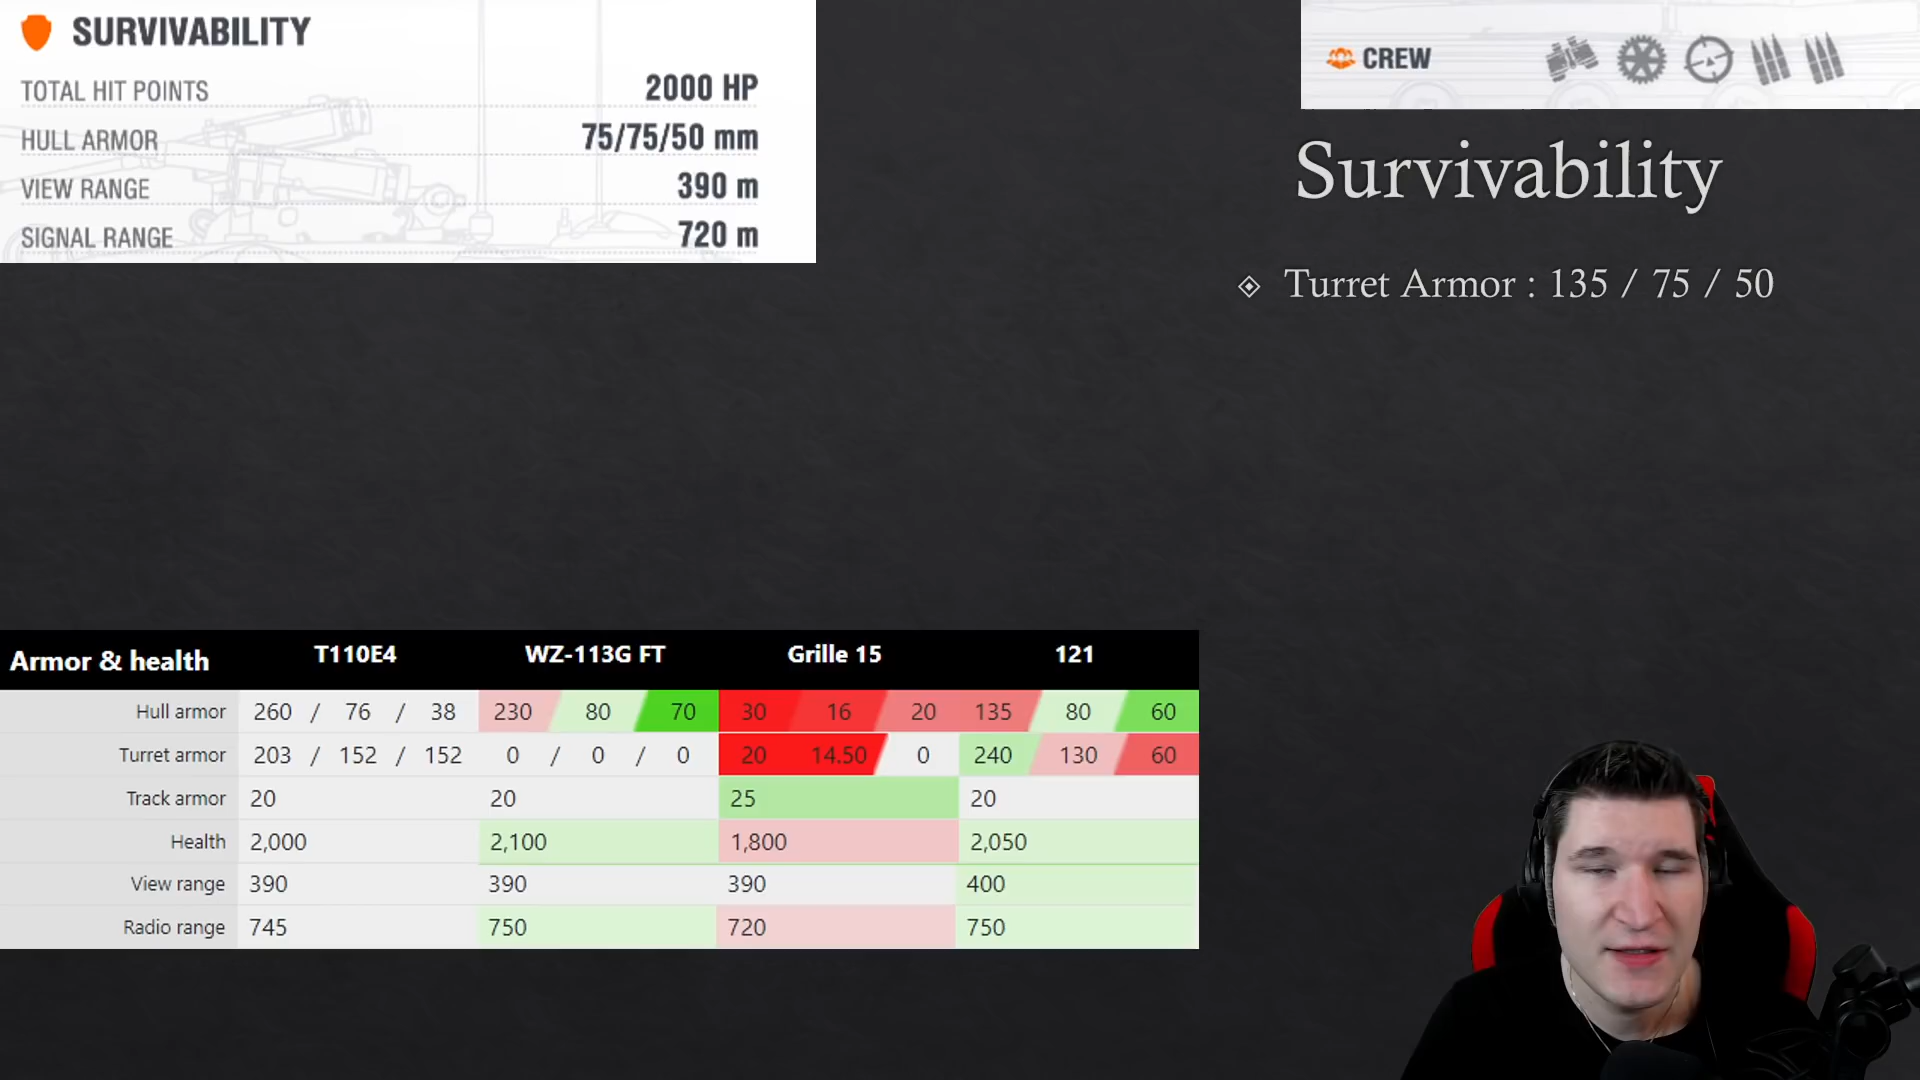 SURVIVABILITY
TOTAL HIT POINTS 2000 HP
HULL ARMOR 75/75/50 mm
VIEW RANGE 390 m
SIGNAL RANGE 720 m
CREW
Survivability
Turret Armor : 135 / 75 / 50
Armor & health T110E4 WZ-113G FT Grille 15 121
Hull armor 260 / 76 / 38 230 80 70 30 16 20 135 80 60
Turret armor 203 / 152 / 152 0 / 0 / 0 20 14.50 0 240 130 60
Track armor 20 20 25 20
Health 2,000 2,100 1,800 2,050
View range 390 390 390 400
Radio range 745 750 720 750